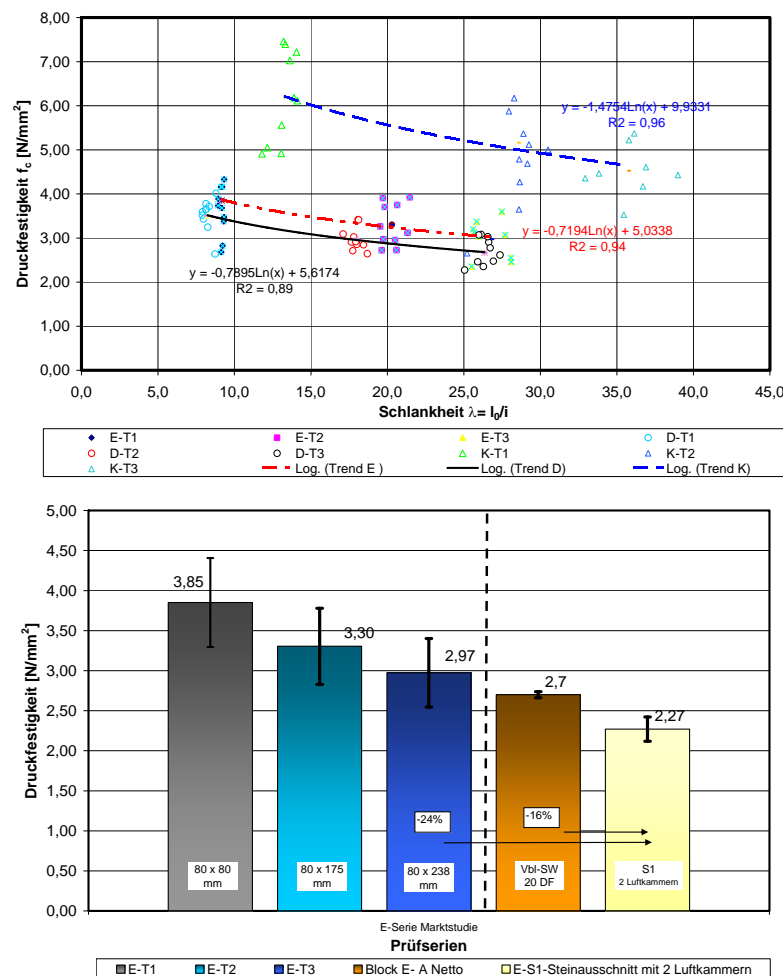 Druckfestigkeit fc [N/mm²]
8,00
7,00
6,00
5,00
4,00
3,00
2,00
1,00
0,00
y = -1,4754Ln(x) + 9,9331
R2 = 0,96
y = -0,7194Ln(x) + 5,0338
R2 = 0,94
y = -0,7895Ln(x) + 5,6174
R2 = 0,89
0,0 5,0 10,0 15,0 20,0 25,0 30,0 35,0 40,0 45,0
Schlankheit λ= l0/i
E-T1 E-T2 E-T3 D-T1
D-T2 D-T3 K-T1 K-T2
K-T3 Log. (Trend E ) Log. (Trend D) Log. (Trend K)
Druckfestigkeit [N/mm²]
5,00
4,50
4,00
3,50
3,00
2,50
2,00
1,50
1,00
0,50
0,00
3,85
3,30
2,97
2,7
2,27
-24%
-16%
80 x 80
mm
80 x 175
mm
80 x 238
mm
Vbl-SW
20 DF
S1
2 Luftkammern
E-Serie Marktstudie
Prüfserien
E-T1 E-T2 E-T3 Block E- A Netto E-S1-Steinausschnitt mit 2 Luftkammern